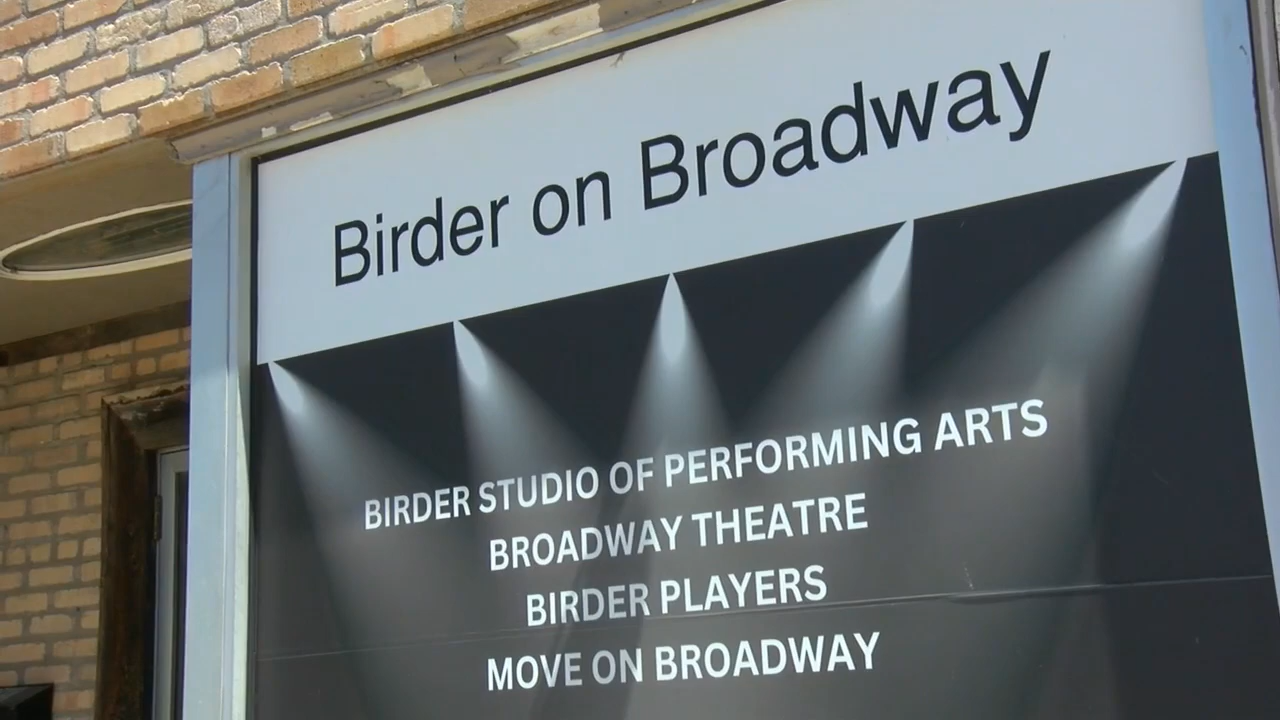 Birder on Broadway
BIRDER STUDIO OF PERFORMING ARTS
BROADWAY THEATRE
BIRDER PLAYERS
MOVE ON BROADWAY